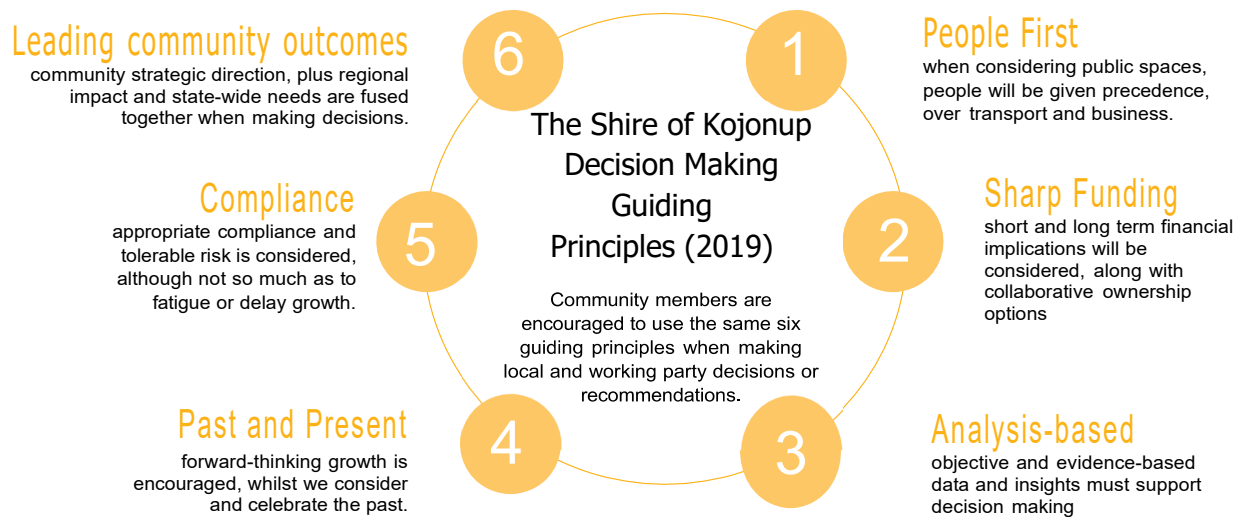 The Shire of Kojonup
Decision Making
Guiding
Principles (2019)
Community members are
encouraged to use the same six
guiding principles when making
local and working party decisions or
recommendations.
1
People First
when considering public spaces,
people will be given precedence,
over transport and business.
2
Sharp Funding
short and long term financial
implications will be
considered, along with
collaborative ownership
options
3
Analysis-based
objective and evidence-based
data and insights must support
decision making
4
Past and Present
forward-thinking growth is
encouraged, whilst we consider
and celebrate the past.
5
Compliance
appropriate compliance and
tolerable risk is considered,
although not so much as to
fatigue or delay growth.
6
Leading community outcomes
community strategic direction, plus regional
impact and state-wide needs are fused
together when making decisions.